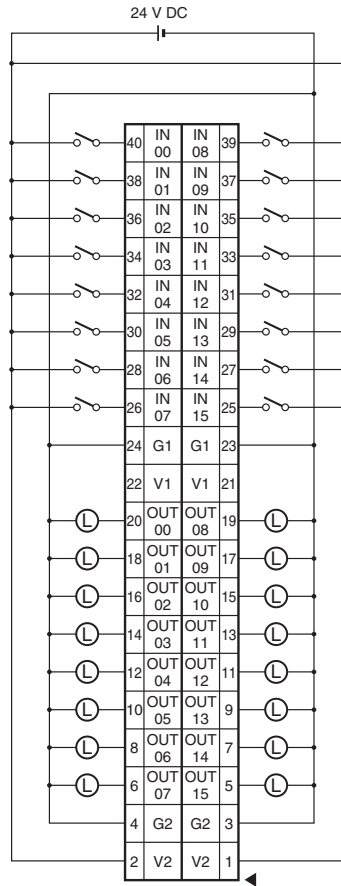 24 V DC
40 IN 00 IN 08 39
38 IN 01 IN 09 37
36 IN 02 IN 10 35
34 IN 03 IN 11 33
32 IN 04 IN 12 31
30 IN 05 IN 13 29
28 IN 06 IN 14 27
26 IN 07 IN 15 25
24 G1 G1 23
22 V1 V1 21
L 20 OUT 00 OUT 08 19 L
L 18 OUT 01 OUT 09 17 L
L 16 OUT 02 OUT 10 15 L
L 14 OUT 03 OUT 11 13 L
L 12 OUT 04 OUT 12 11 L
L 10 OUT 05 OUT 13 9 L
L 8 OUT 06 OUT 14 7 L
L 6 OUT 07 OUT 15 5 L
4 G2 G2 3
2 V2 V2 1